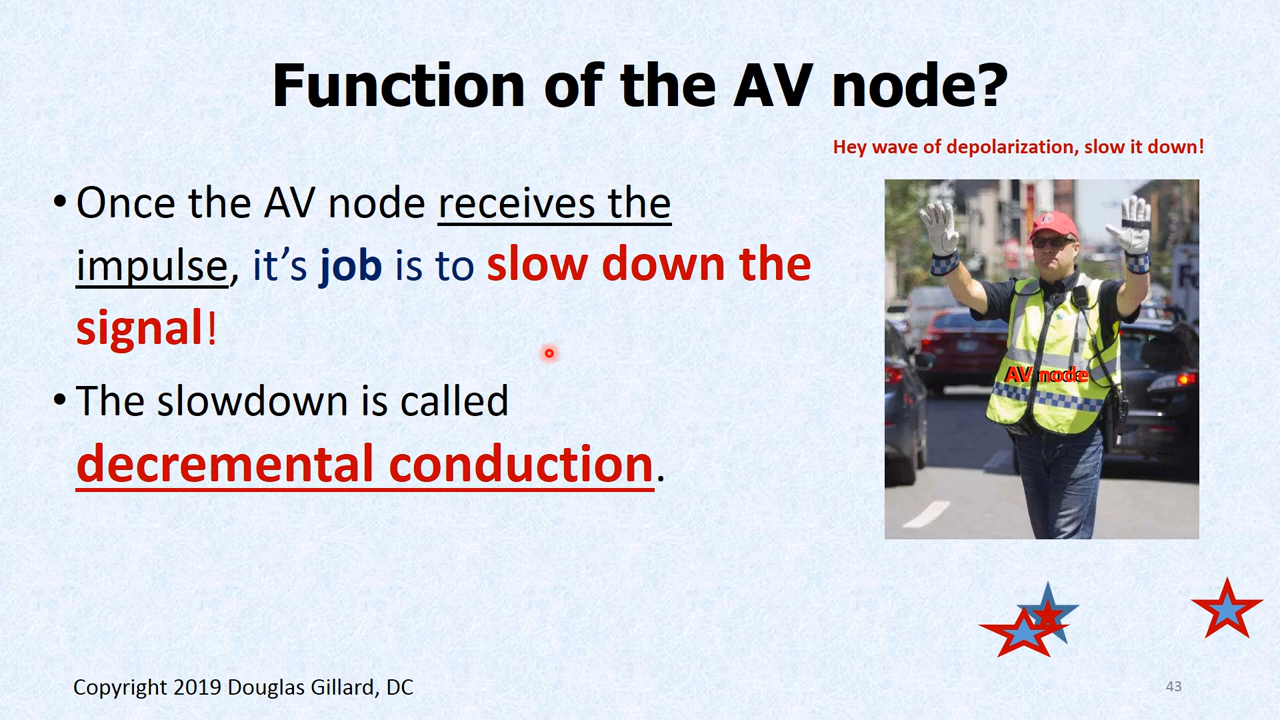 Function of the AV node?
Hey wave of depolarization, slow it down!
• Once the AV node receives the
impulse, it’s job is to slow down the
signal!
AV node
• The slowdown is called
decremental conduction.
Copyright 2019 Douglas Gillard, DC
43